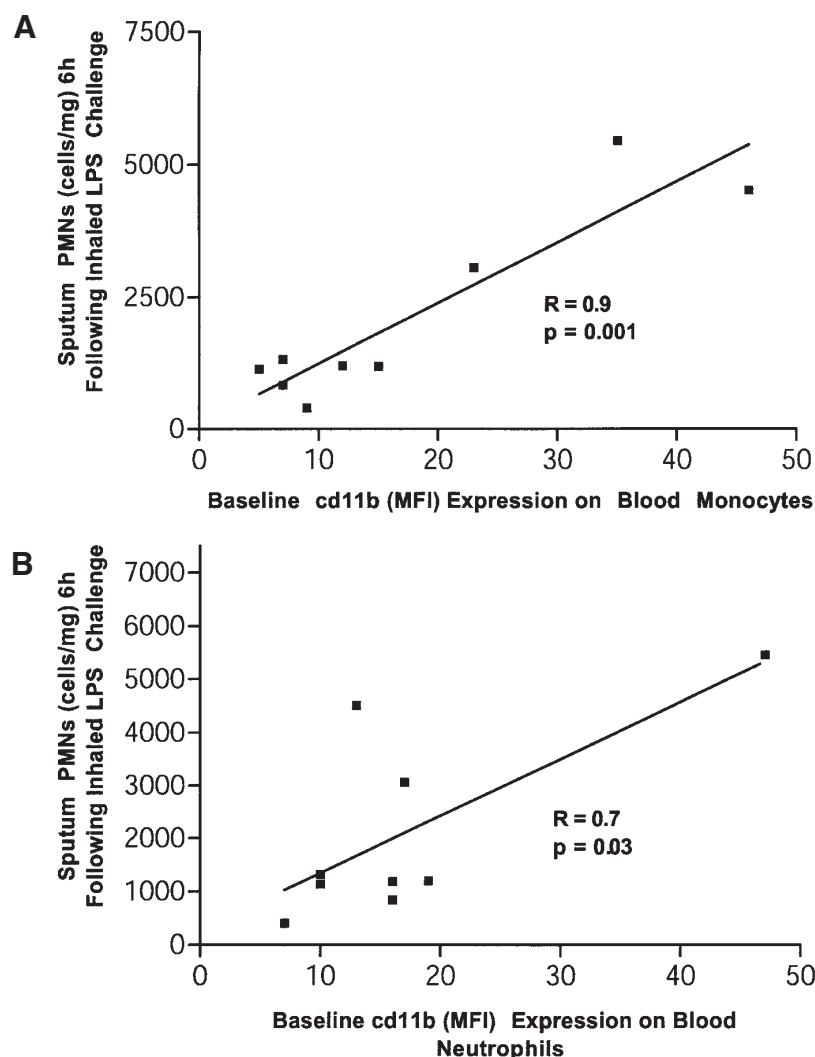 A
Sputum PMNs (cells/mg) 6h
Following Inhaled LPS Challenge
7500
5000
2500
0
R = 0.9
p = 0.001
0 10 20 30 40 50
Baseline cd11b (MFI) Expression on Blood Monocytes
B
Sputum PMNs (cells/mg) 6h
Following Inhaled LPS Challenge
7000
6000
5000
4000
3000
2000
1000
0
R = 0.7
p = 0.03
0 10 20 30 40 50
Baseline cd11b (MFI) Expression on Blood
Neutrophils